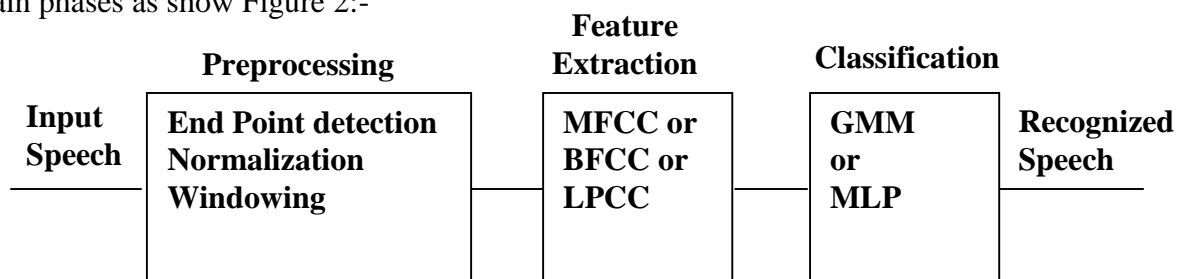 ain phases as show Figure 2:-
Preprocessing
Feature
Extraction
Classification
Input
Speech
End Point detection
Normalization
Windowing
MFCC or
BFCC or
LPCC
GMM
or
MLP
Recognized
Speech